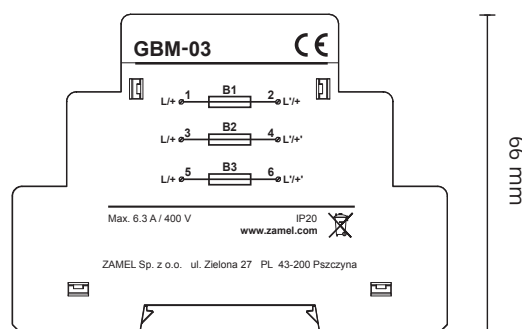 GBM-03 CE
B1
L/+ 1 2 L'/+
B2
L/+ 3 4 L'/+'
B3
L/+ 5 6 L'/+'
Max. 6.3 A / 400 V IP20
www.zamel.com
ZAMEL Sp. z o.o. ul. Zielona 27 PL 43-200 Pszczyna
66 mm